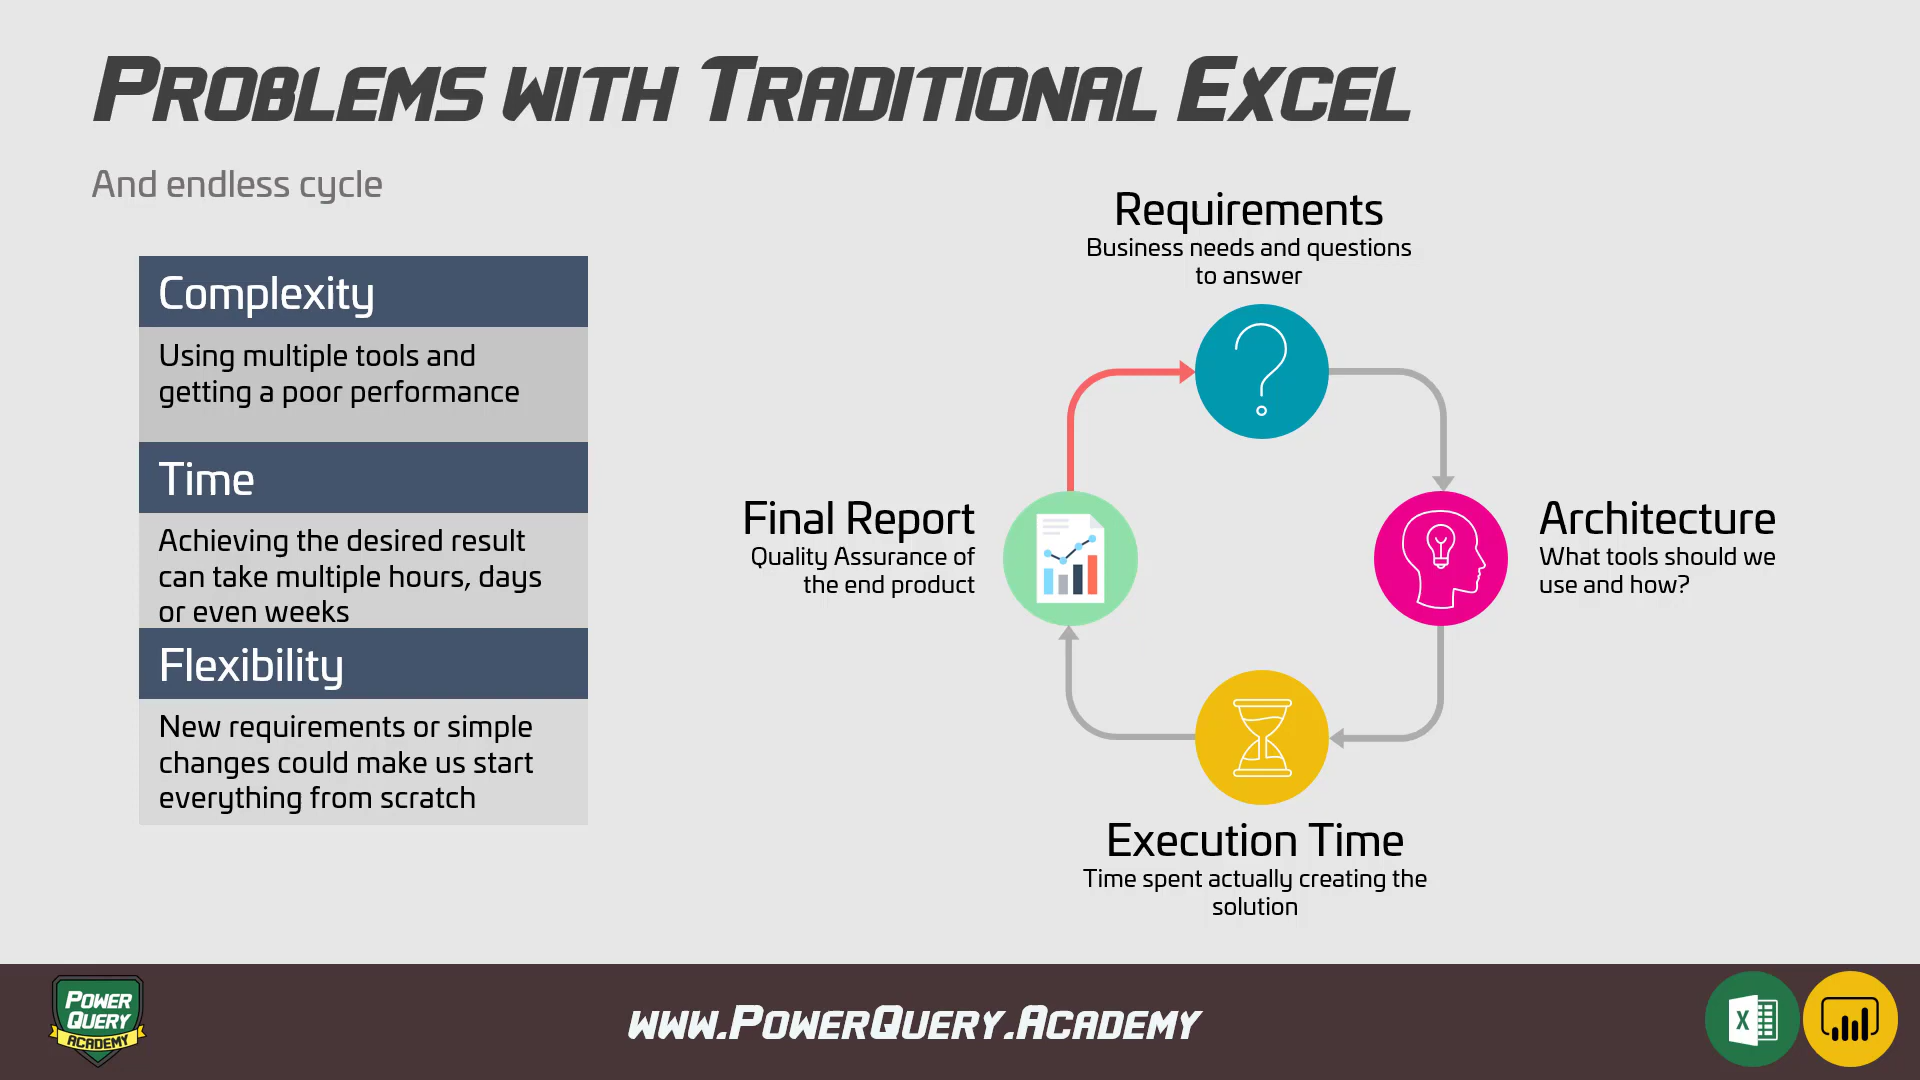 PROBLEMS WITH TRADITIONAL EXCEL
And endless cycle
Complexity
Using multiple tools and
getting a poor performance
Time
Achieving the desired result
can take multiple hours, days
or even weeks
Flexibility
New requirements or simple
changes could make us start
everything from scratch
Requirements
Business needs and questions
to answer
Architecture
What tools should we
use and how?
Execution Time
Time spent actually creating the
solution
Final Report
Quality Assurance of
the end product
POWER
QUERY
ACADEMY
www.PowerQuery.Academy
X